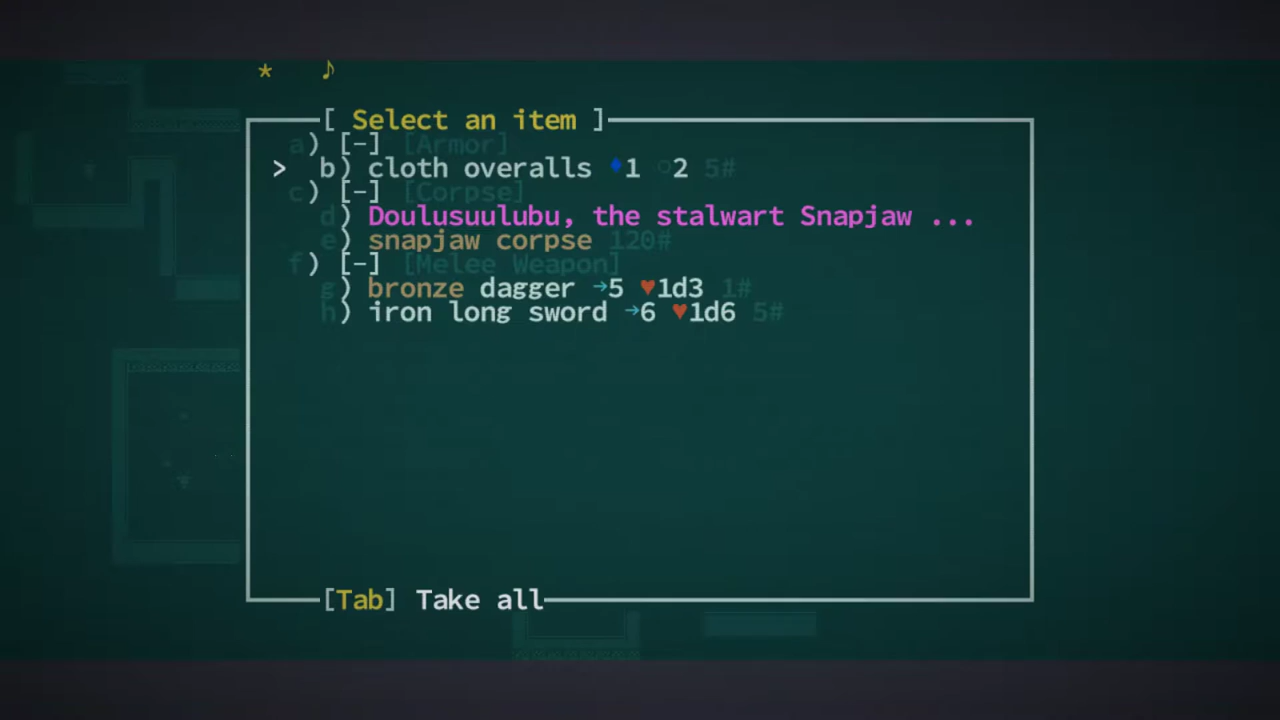 [ Select an item ]
a) [-] [Armor]
> b) cloth overalls ♦1 ○2 5#
c) [-] [Corpse]
d) Doulusuulubu, the stalwart Snapjaw ...
e) snapjaw corpse 120#
f) [-] [Melee Weapon]
g) bronze dagger →5 ♥1d3 1#
h) iron long sword →6 ♥1d6 5#
[Tab] Take all